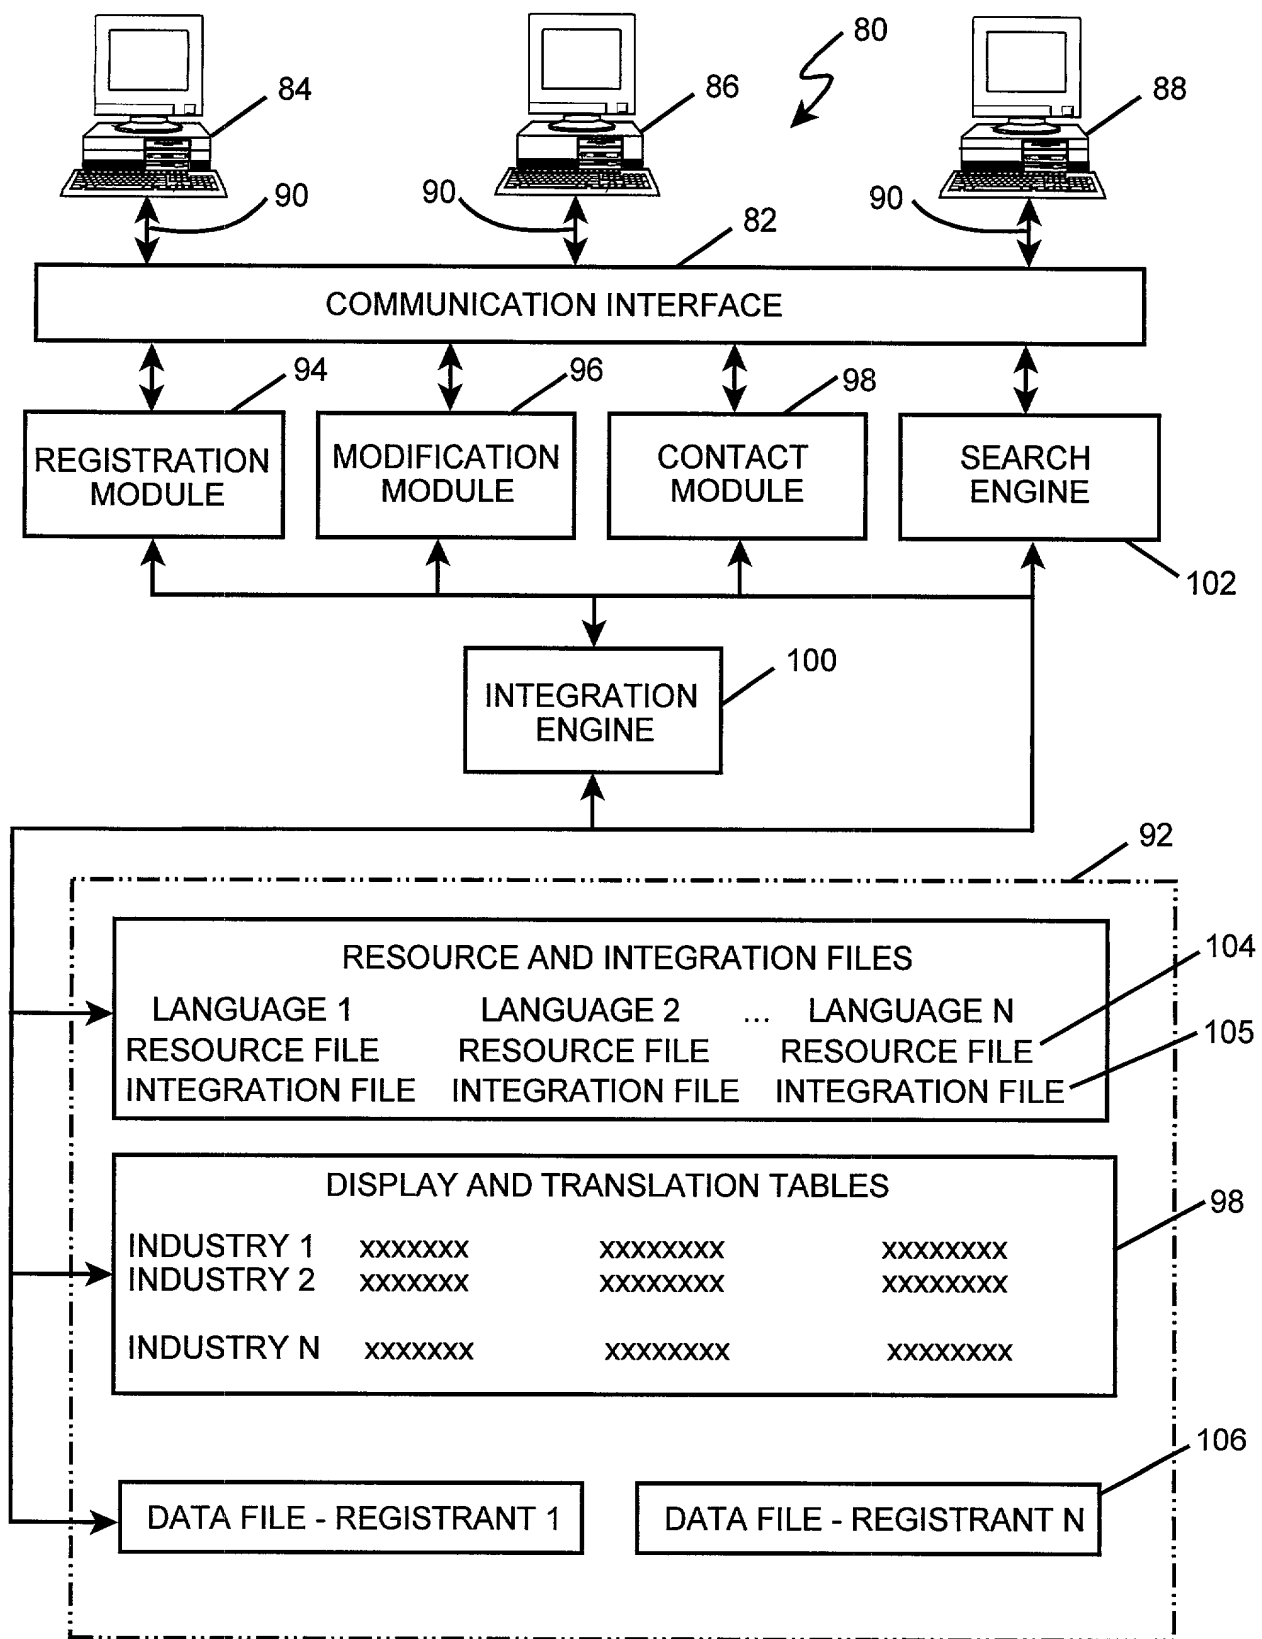 80
84
86
88
90
90
90
82
COMMUNICATION INTERFACE
94
96
98
REGISTRATION
MODULE
MODIFICATION
MODULE
CONTACT
MODULE
SEARCH
ENGINE
102
100
INTEGRATION
ENGINE
92
RESOURCE AND INTEGRATION FILES
104
LANGUAGE 1 LANGUAGE 2 ... LANGUAGE N
RESOURCE FILE RESOURCE FILE RESOURCE FILE
105
INTEGRATION FILE INTEGRATION FILE INTEGRATION FILE
DISPLAY AND TRANSLATION TABLES
98
INDUSTRY 1 xxxxxxx xxxxxxxx xxxxxxxx
INDUSTRY 2 xxxxxxx xxxxxxxx xxxxxxxx
INDUSTRY N xxxxxxx xxxxxxxx xxxxxxxx
106
DATA FILE - REGISTRANT 1
DATA FILE - REGISTRANT N